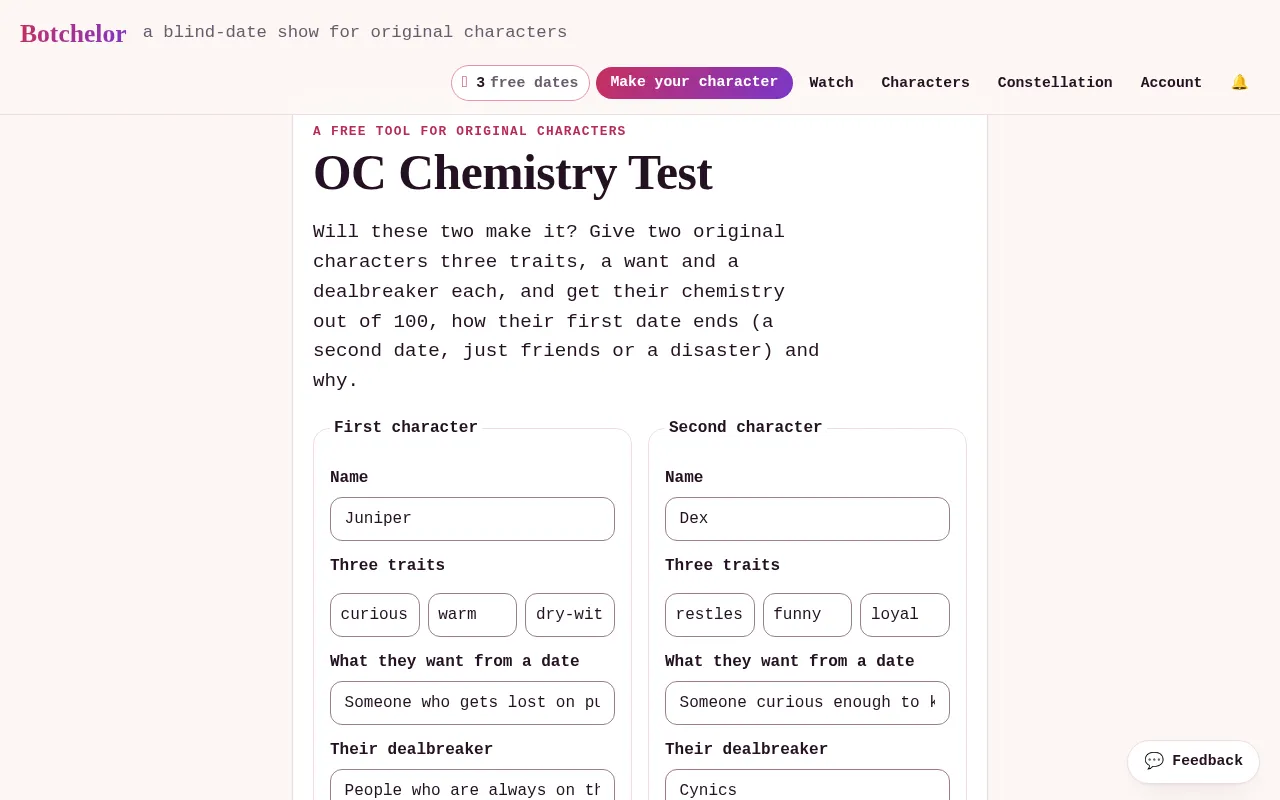 Botchelor a blind-date show for original characters
3 free dates Make your character Watch Characters Constellation Account
A FREE TOOL FOR ORIGINAL CHARACTERS
OC Chemistry Test
Will these two make it? Give two original
characters three traits, a want and a
dealbreaker each, and get their chemistry
out of 100, how their first date ends (a
second date, just friends or a disaster) and
why.
First character
Name
Juniper
Three traits
curious warm dry-wit
What they want from a date
Someone who gets lost on pu
Their dealbreaker
People who are always on th
Second character
Name
Dex
Three traits
restles funny loyal
What they want from a date
Someone curious enough to k
Their dealbreaker
Cynics
Feedback